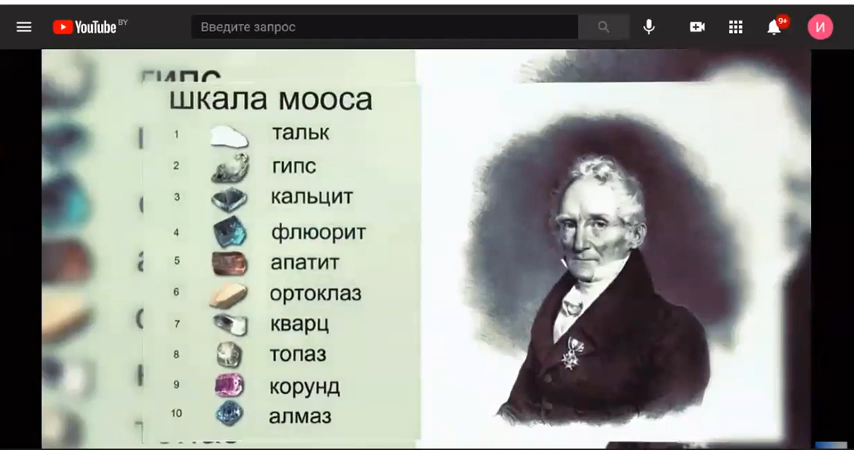 YouTube BY
Введите запрос
9+
И
гипс
шкала мооса
1 тальк
2 гипс
3 кальцит
4 флюорит
5 апатит
6 ортоклаз
7 кварц
8 топаз
9 корунд
10 алмаз